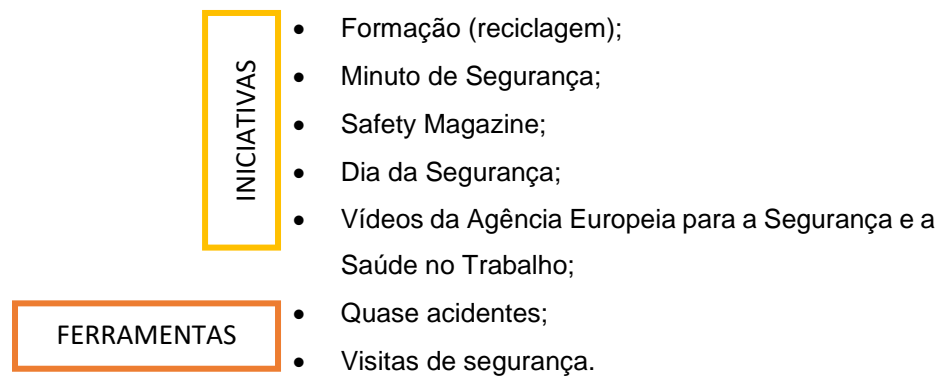 INICIATIVAS
• Formação (reciclagem);
• Minuto de Segurança;
• Safety Magazine;
• Dia da Segurança;
• Vídeos da Agência Europeia para a Segurança e a
Saúde no Trabalho;
FERRAMENTAS
• Quase acidentes;
• Visitas de segurança.